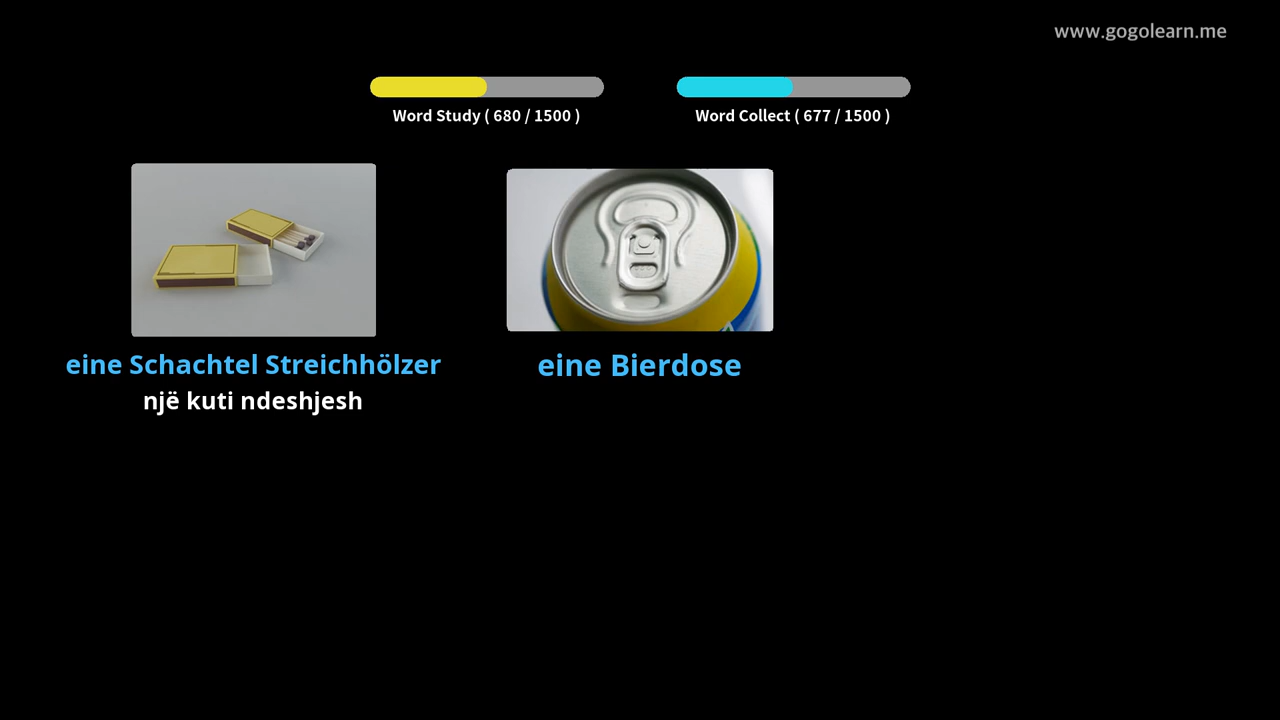 www.gogolearn.me
Word Study ( 680 / 1500 )
Word Collect ( 677 / 1500 )
eine Schachtel Streichhölzer
një kuti ndeshjesh
eine Bierdose